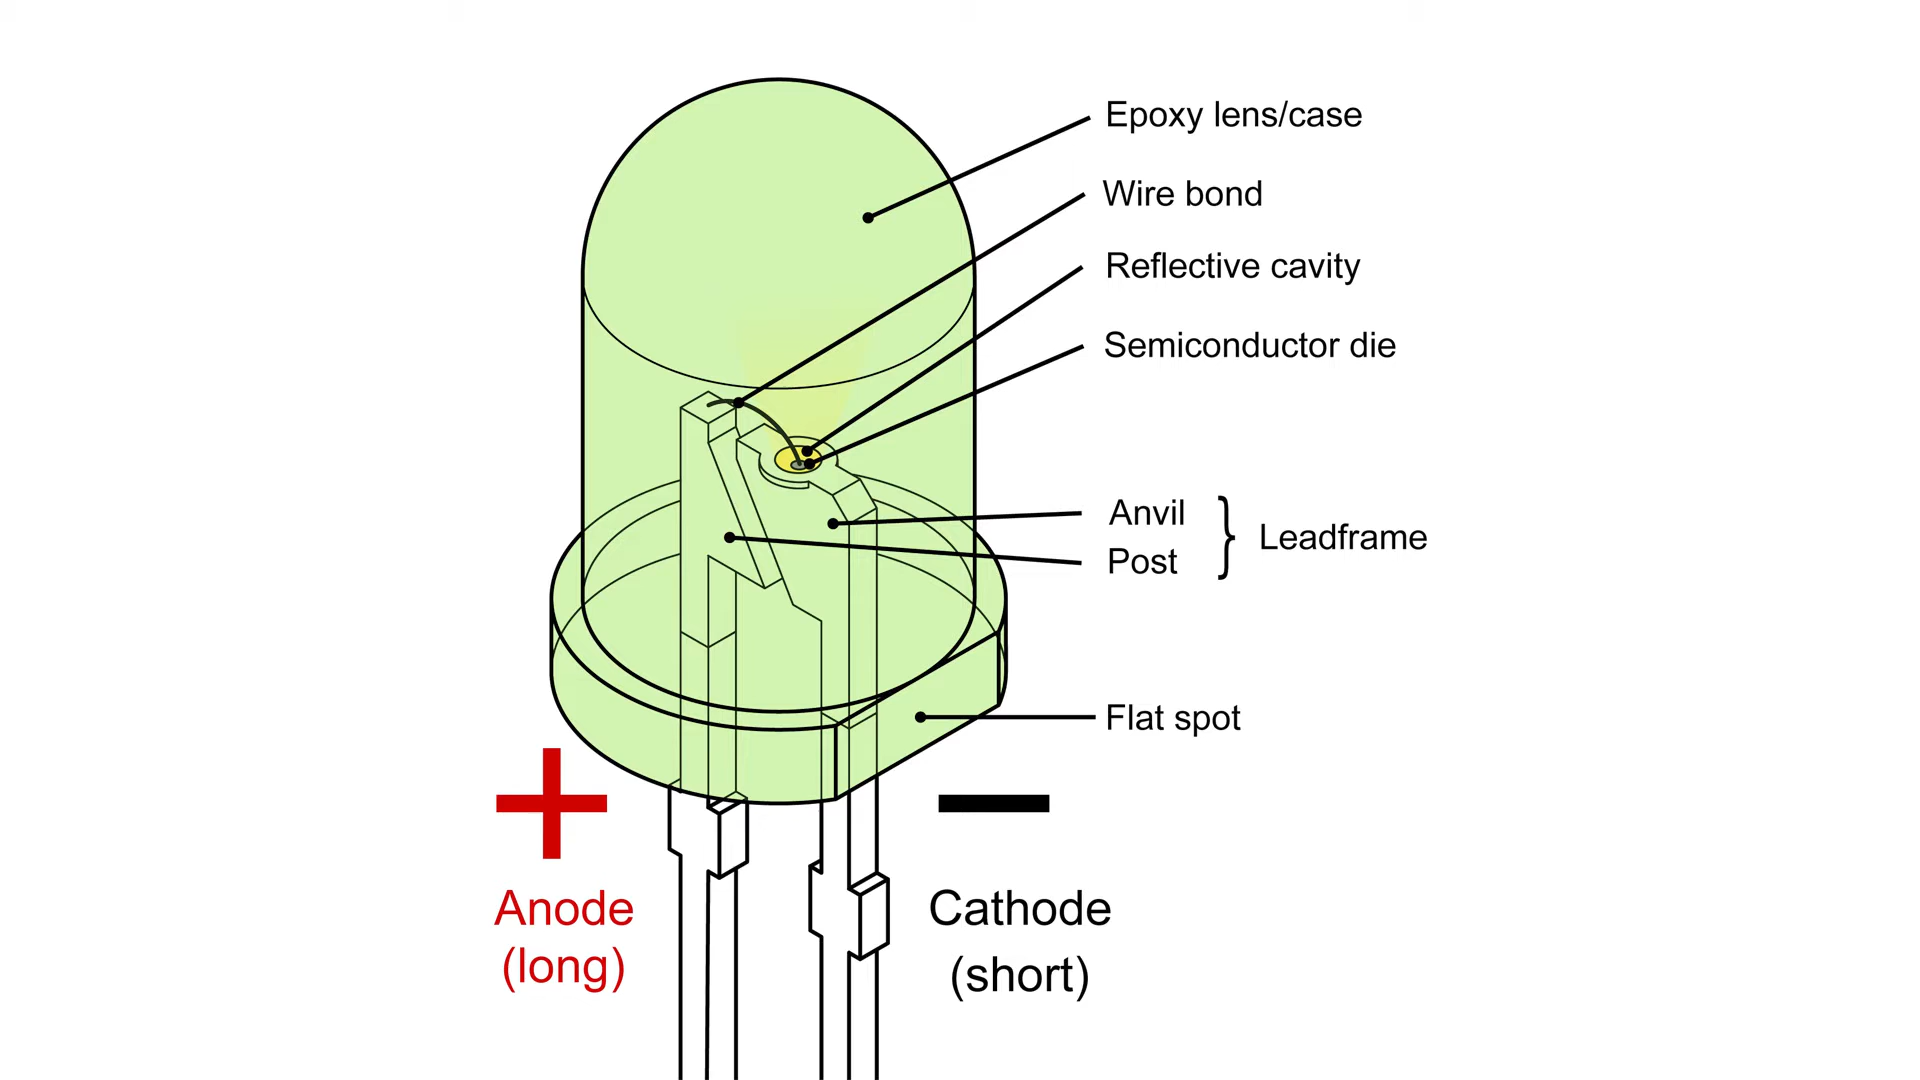 Epoxy lens/case
Wire bond
Reflective cavity
Semiconductor die
Anvil
Post
} Leadframe
Flat spot
+
−
Anode
(long)
Cathode
(short)